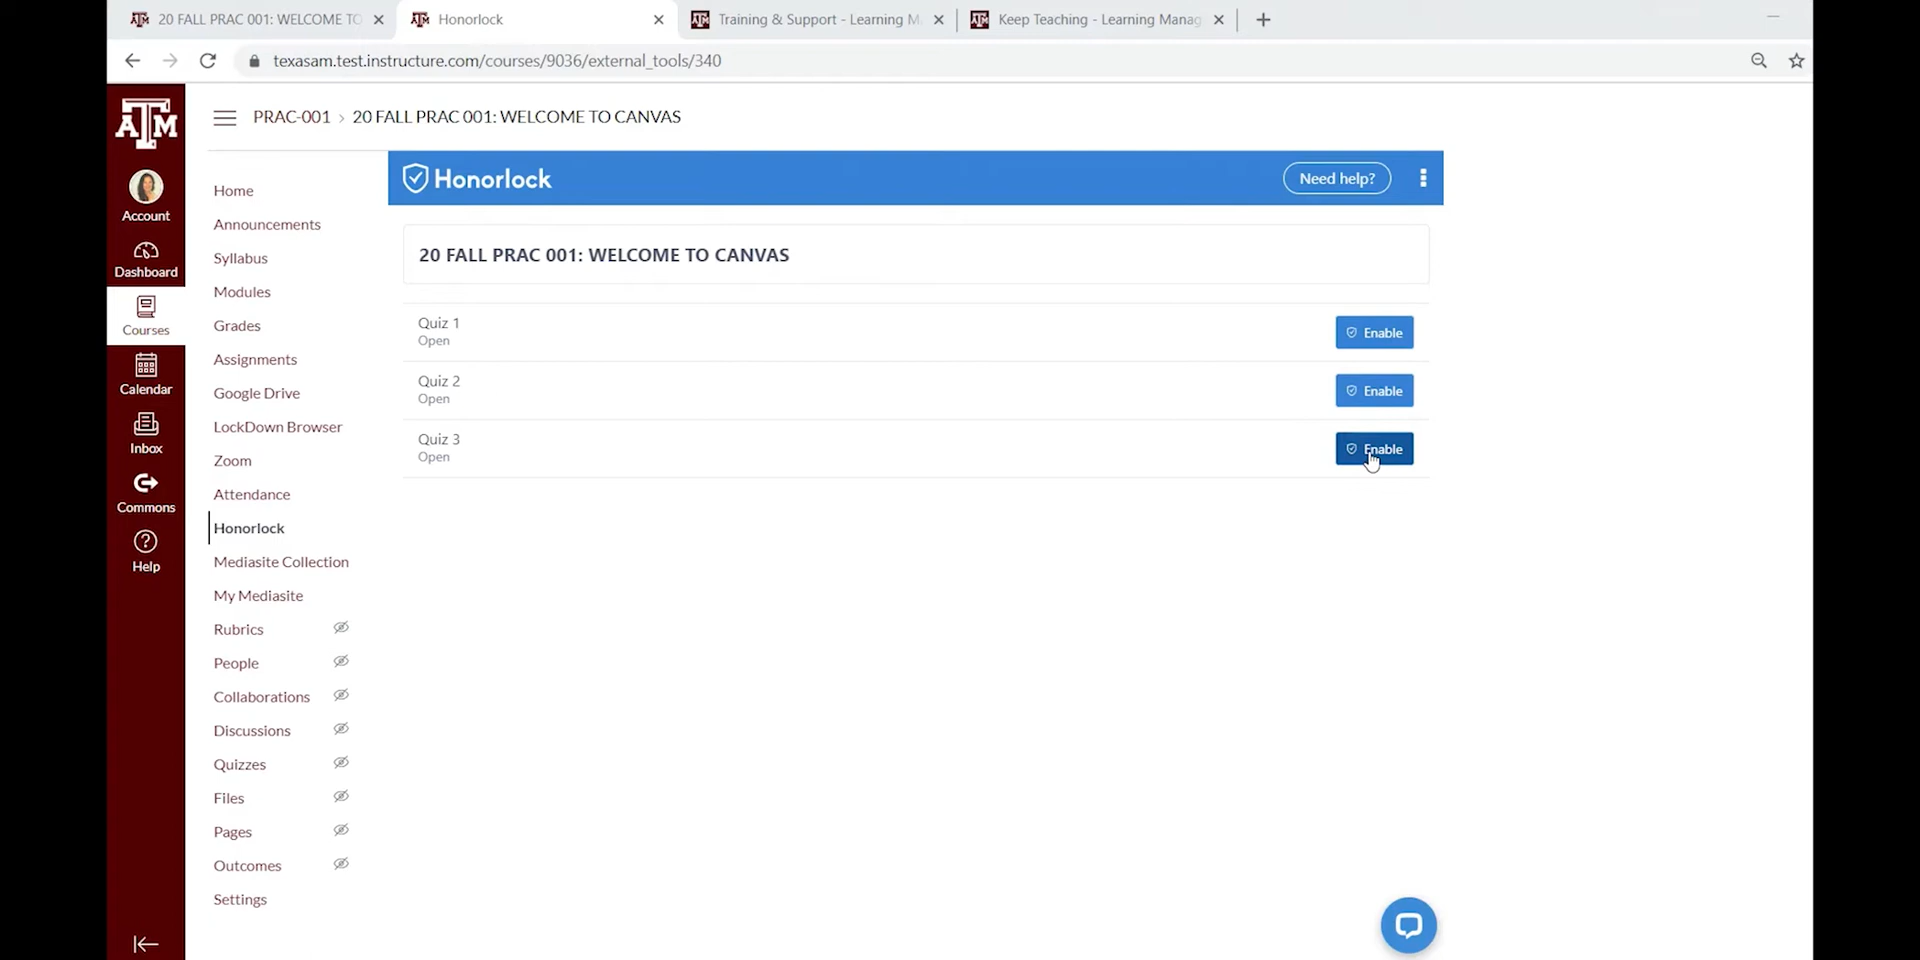 20 FALL PRAC 001: WELCOME TO
Honorlock
Training & Support - Learning M
Keep Teaching - Learning Manag
texasam.test.instructure.com/courses/9036/external_tools/340
ATM
PRAC-001 › 20 FALL PRAC 001: WELCOME TO CANVAS
Account
Dashboard
Courses
Calendar
Inbox
Commons
Help
Home
Announcements
Syllabus
Modules
Grades
Assignments
Google Drive
LockDown Browser
Zoom
Attendance
Honorlock
Mediasite Collection
My Mediasite
Rubrics
People
Collaborations
Discussions
Quizzes
Files
Pages
Outcomes
Settings
Honorlock
Need help?
20 FALL PRAC 001: WELCOME TO CANVAS
Quiz 1
Open
Enable
Quiz 2
Open
Enable
Quiz 3
Open
Enable